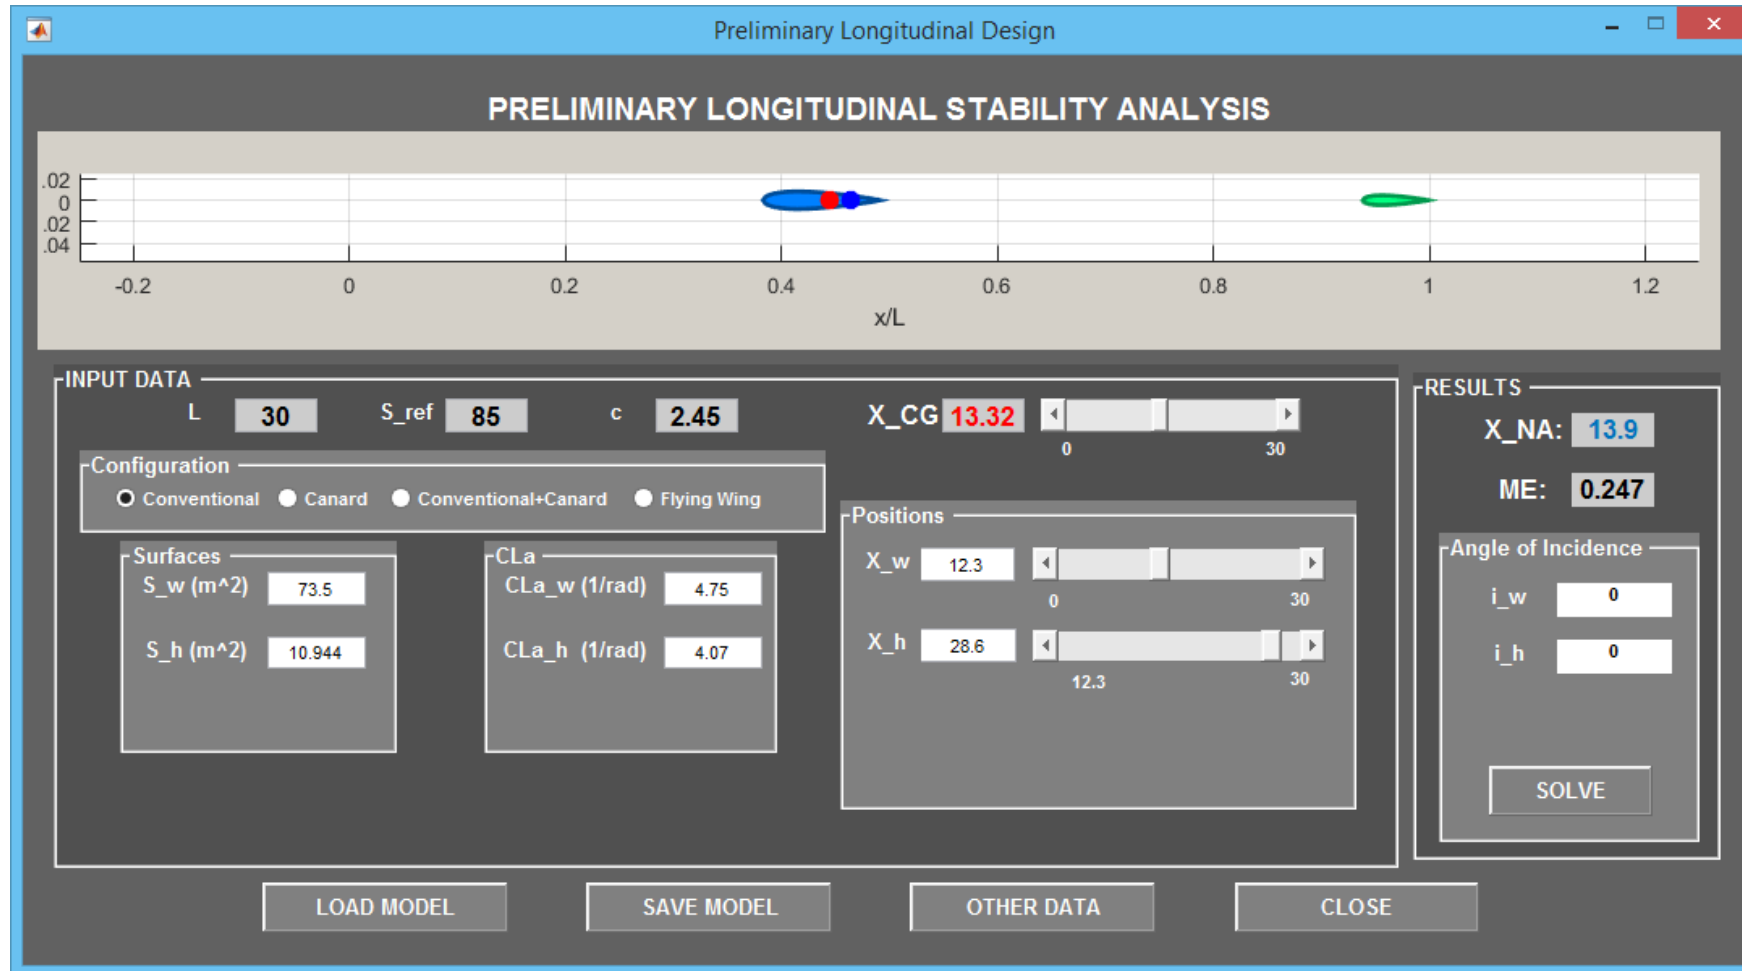 Preliminary Longitudinal Design
PRELIMINARY LONGITUDINAL STABILITY ANALYSIS
.02
0
.02
.04
-0.2 0 0.2 0.4 0.6 0.8 1 1.2
x/L
INPUT DATA
L 30 S_ref 85 c 2.45 X_CG 13.32
0 30
Configuration
Conventional Canard Conventional+Canard Flying Wing
Surfaces
S_w (m^2) 73.5
S_h (m^2) 10.944
CLa
CLa_w (1/rad) 4.75
CLa_h (1/rad) 4.07
Positions
X_w 12.3
0 30
X_h 28.6
12.3 30
RESULTS
X_NA: 13.9
ME: 0.247
Angle of Incidence
i_w 0
i_h 0
SOLVE
LOAD MODEL SAVE MODEL OTHER DATA CLOSE